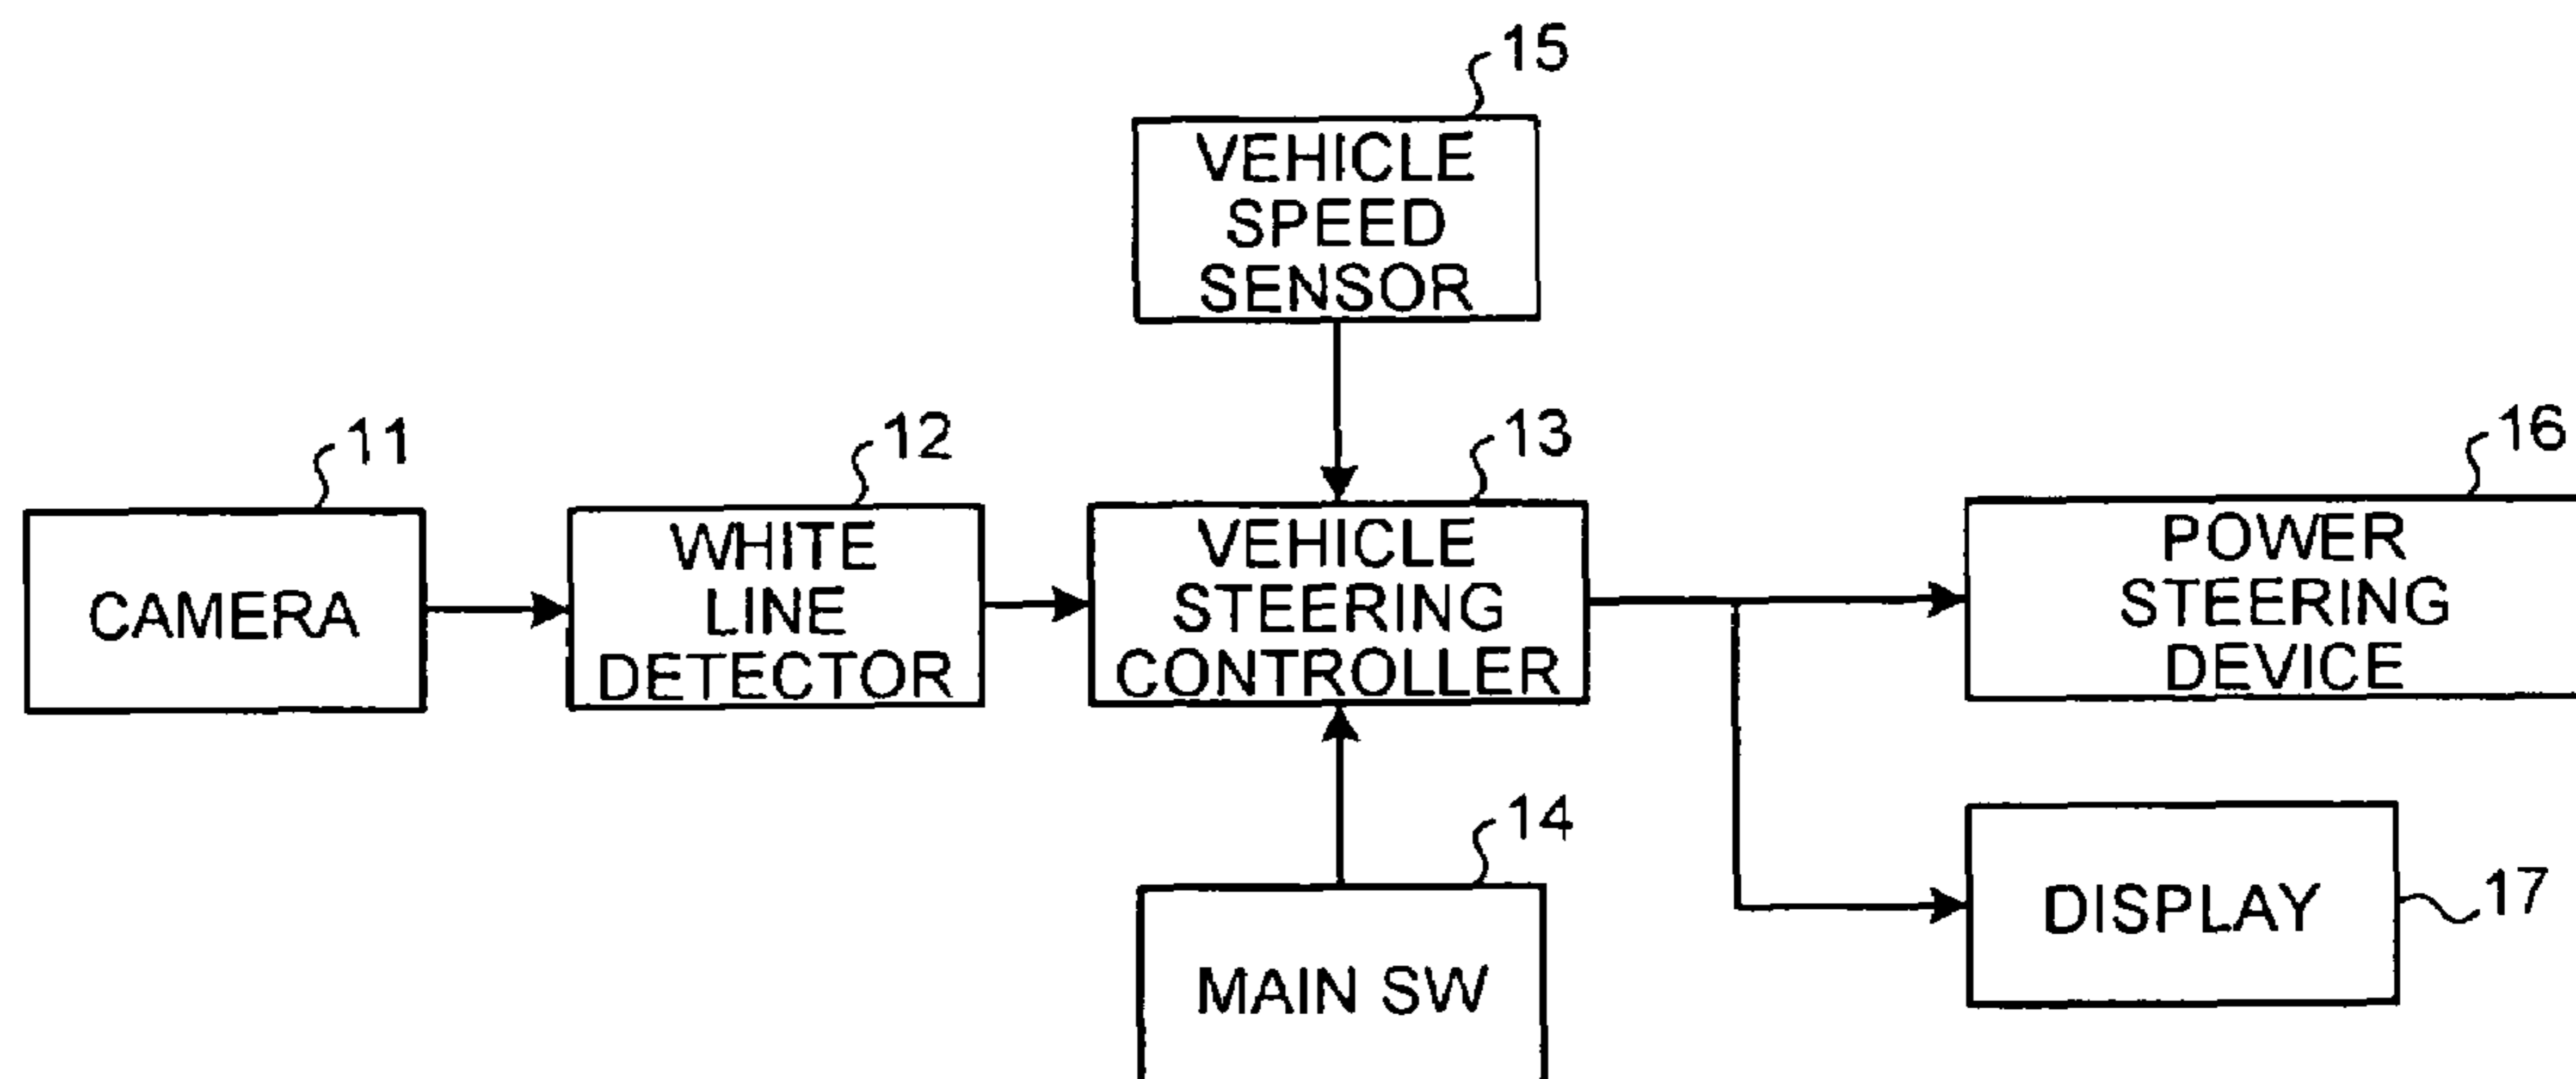 15
VEHICLE
SPEED
SENSOR
11
12
13
16
CAMERA
WHITE
LINE
DETECTOR
VEHICLE
STEERING
CONTROLLER
POWER
STEERING
DEVICE
14
MAIN SW
DISPLAY
17